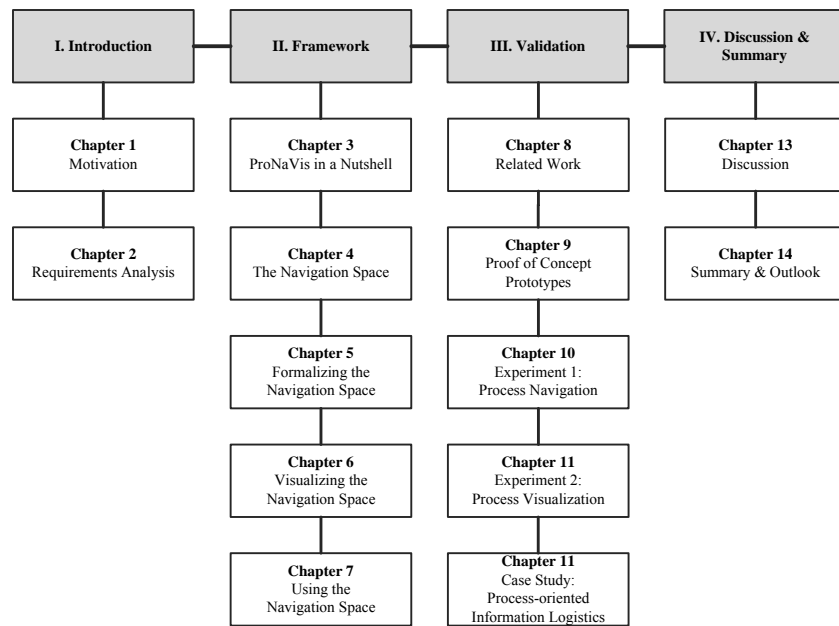 I. Introduction
II. Framework
III. Validation
IV. Discussion &
Summary
Chapter 1
Motivation
Chapter 2
Requirements Analysis
Chapter 3
ProNaVis in a Nutshell
Chapter 4
The Navigation Space
Chapter 5
Formalizing the
Navigation Space
Chapter 6
Visualizing the
Navigation Space
Chapter 7
Using the
Navigation Space
Chapter 8
Related Work
Chapter 9
Proof of Concept
Prototypes
Chapter 10
Experiment 1:
Process Navigation
Chapter 11
Experiment 2:
Process Visualization
Chapter 11
Case Study:
Process-oriented
Information Logistics
Chapter 13
Discussion
Chapter 14
Summary & Outlook